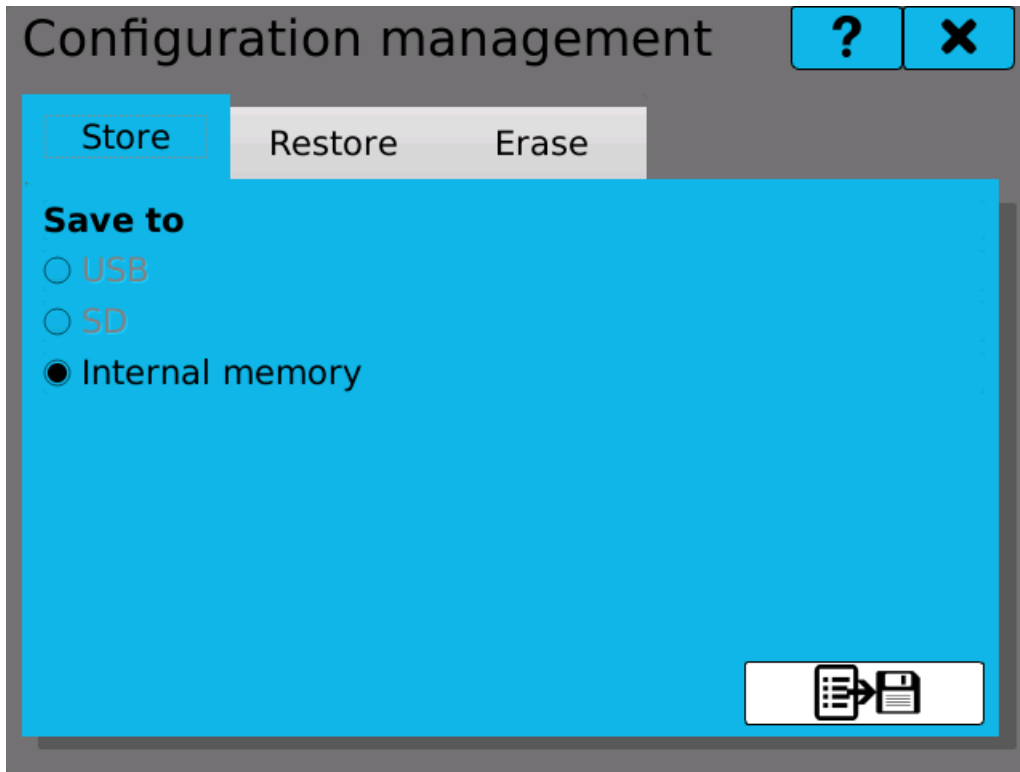 Configuration management ? ×
Store Restore Erase
Save to
USB
SD
Internal memory